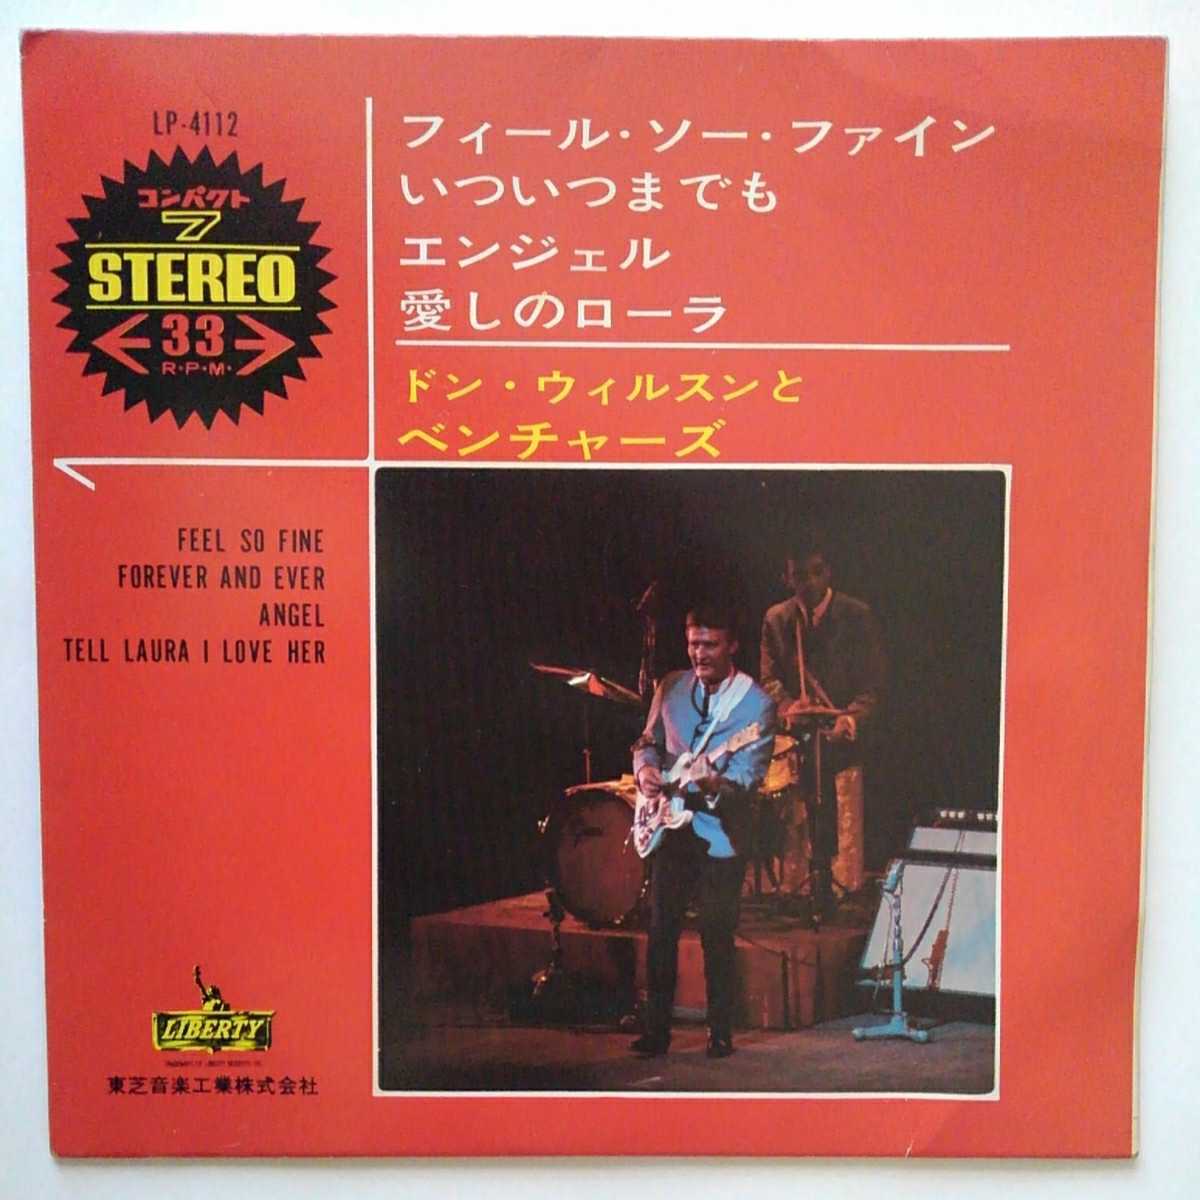 LP-4112
コンパクト
7
STEREO
33
R・P・M・
フィール・ソー・ファイン
いついつまでも
エンジェル
愛しのローラ
ドン・ウィルスンと
ベンチャーズ
FEEL SO FINE
FOREVER AND EVER
ANGEL
TELL LAURA I LOVE HER
LIBERTY
東芝音楽工業株式会社